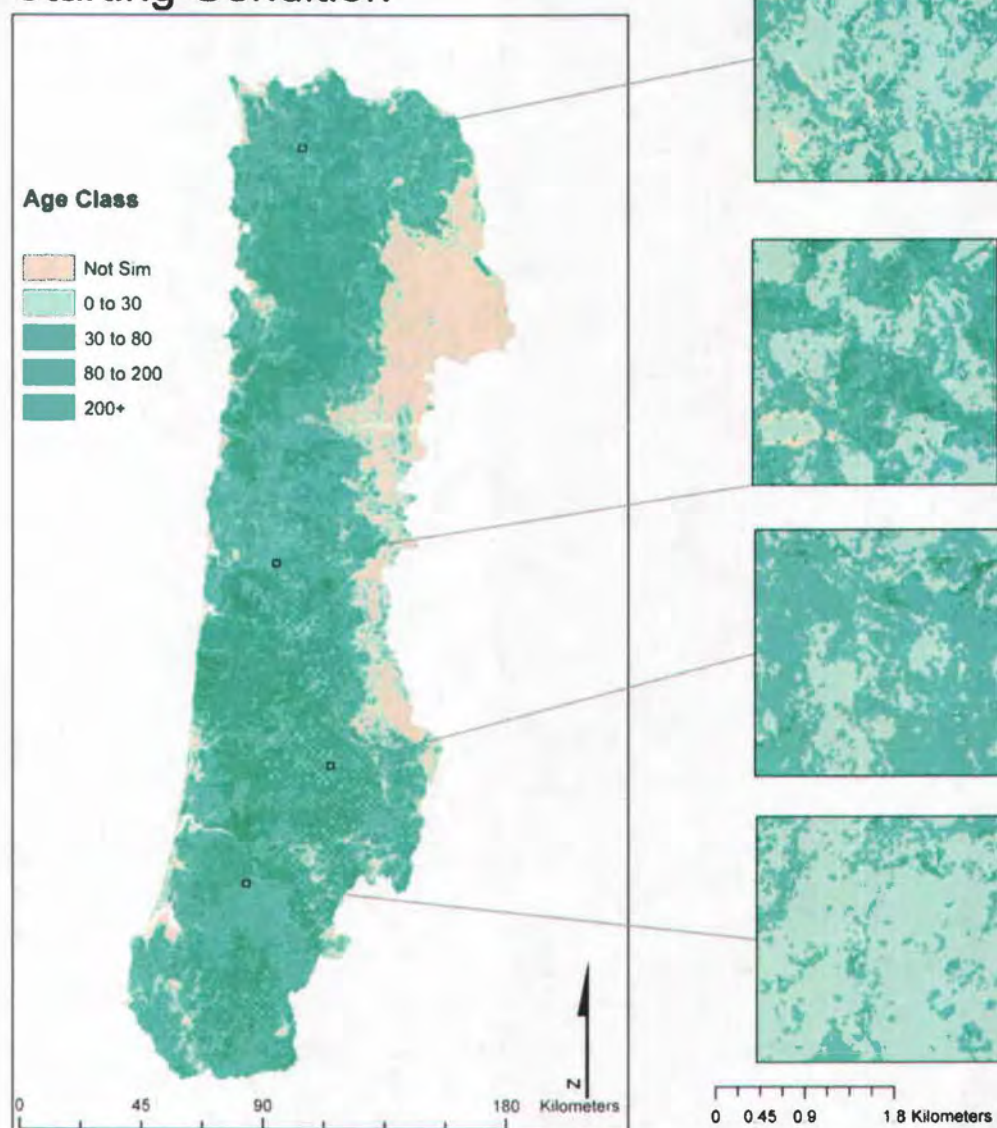 Starting Condition
Age Class
Not Sim
0 to 30
30 to 80
80 to 200
200+
N
0 45 90 180 Kilometers
0 0.45 0.9 1.8 Kilometers